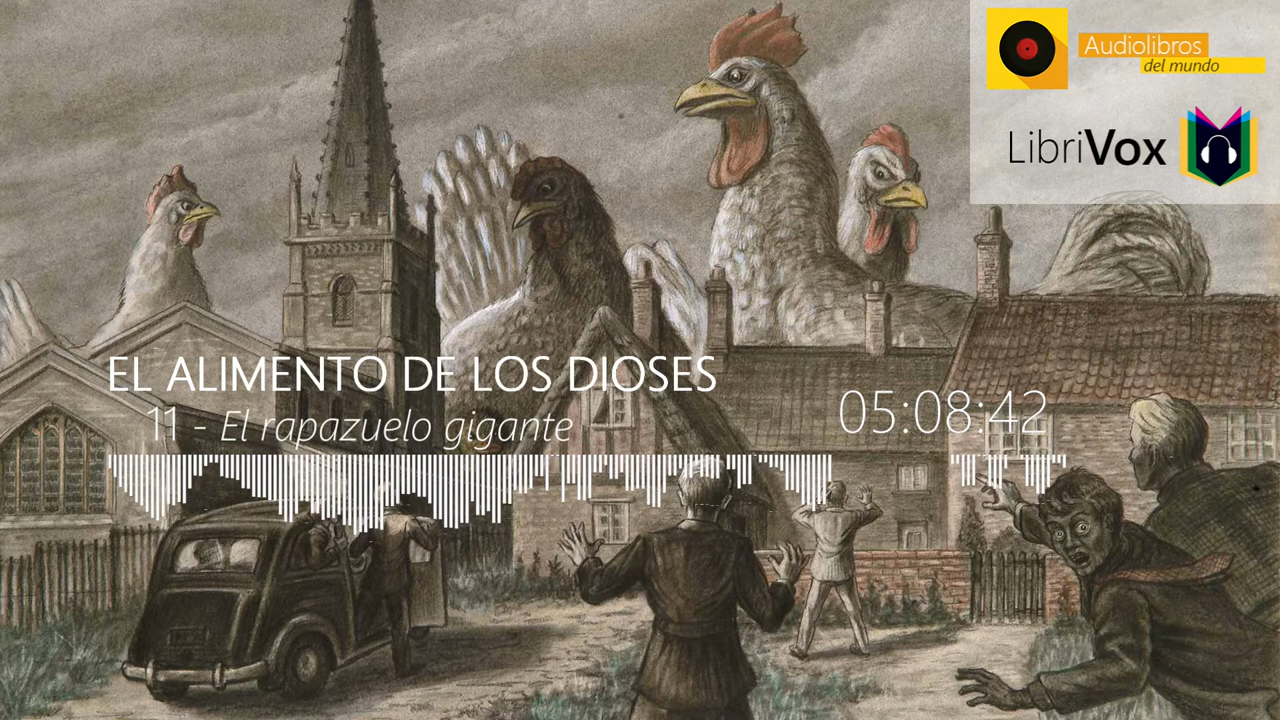 Audiolibros
del mundo
LibriVox
EL ALIMENTO DE LOS DIOSES
11 - El rapazuelo gigante
05:08:42